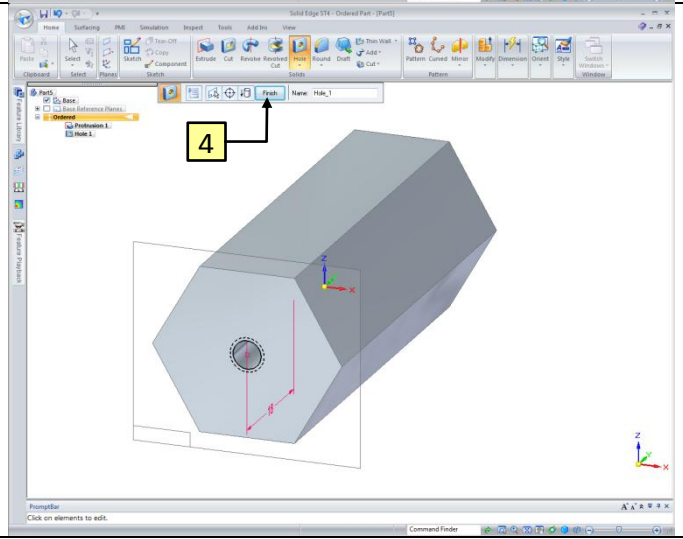 Solid Edge ST4 - Ordered Part - [Part5]
Home Surfacing PMI Simulation Inspect Tools Add Ins View
Paste Select Sketch Tear-Off Copy Component Extrude Cut Revolve Revolved Cut Hole Round Draft Thin Wall Add Cut Pattern Curved Mirror Modify Dimension Orient Style Switch Windows
Clipboard Select Planes Sketch Solids Pattern Window
Finish Name: Hole_1
Part5
Base
Base Reference Planes
Ordered
Protrusion 1
Hole 1
Feature Library
Feature Playback
4
Z
Y
X
Z
Y
X
PromptBar
Click on elements to edit.
Command Finder